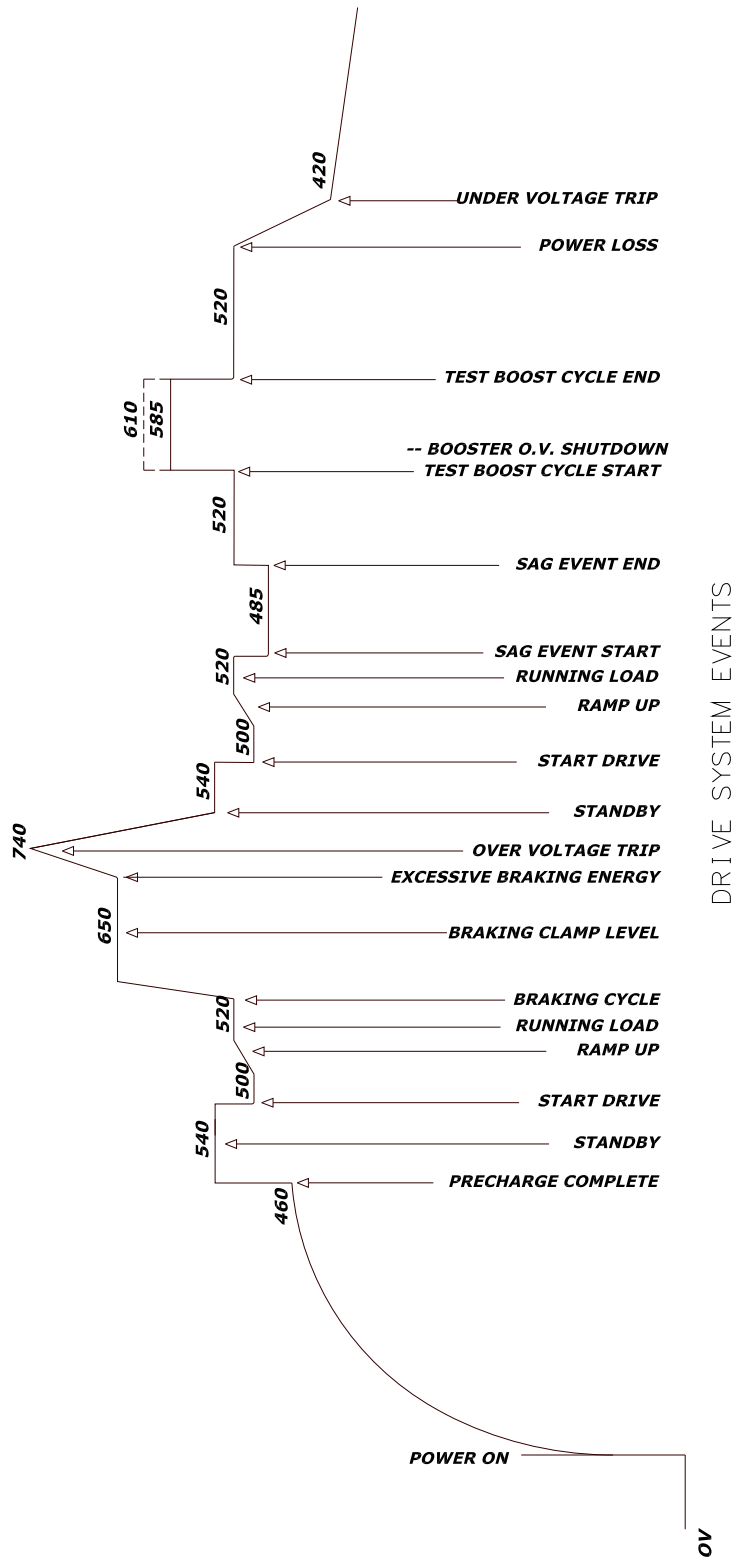 420
UNDER VOLTAGE TRIP
POWER LOSS
520
TEST BOOST CYCLE END
610
585
-- BOOSTER O.V. SHUTDOWN
TEST BOOST CYCLE START
520
SAG EVENT END
485
SAG EVENT START
520
RUNNING LOAD
RAMP UP
500
START DRIVE
540
STANDBY
740
OVER VOLTAGE TRIP
EXCESSIVE BRAKING ENERGY
650
BRAKING CLAMP LEVEL
BRAKING CYCLE
520
RUNNING LOAD
RAMP UP
500
START DRIVE
540
STANDBY
PRECHARGE COMPLETE
460
POWER ON
OV
DRIVE SYSTEM EVENTS